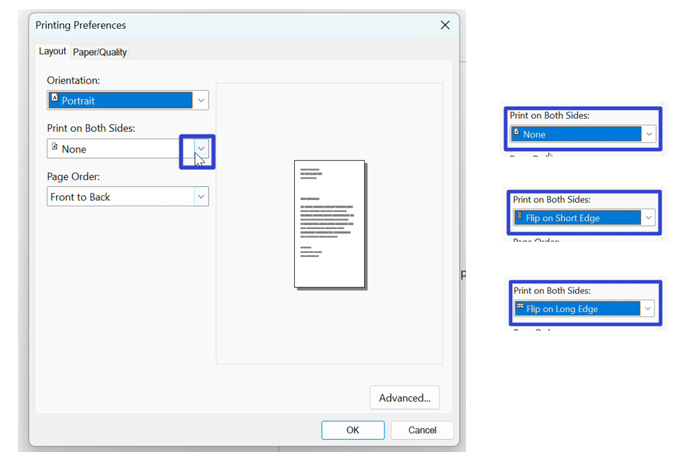 Printing Preferences
Layout Paper/Quality
Orientation:
Portrait
Print on Both Sides:
None
Page Order:
Front to Back
Advanced...
OK Cancel
Print on Both Sides:
None
Print on Both Sides:
Flip on Short Edge
Print on Both Sides:
Flip on Long Edge